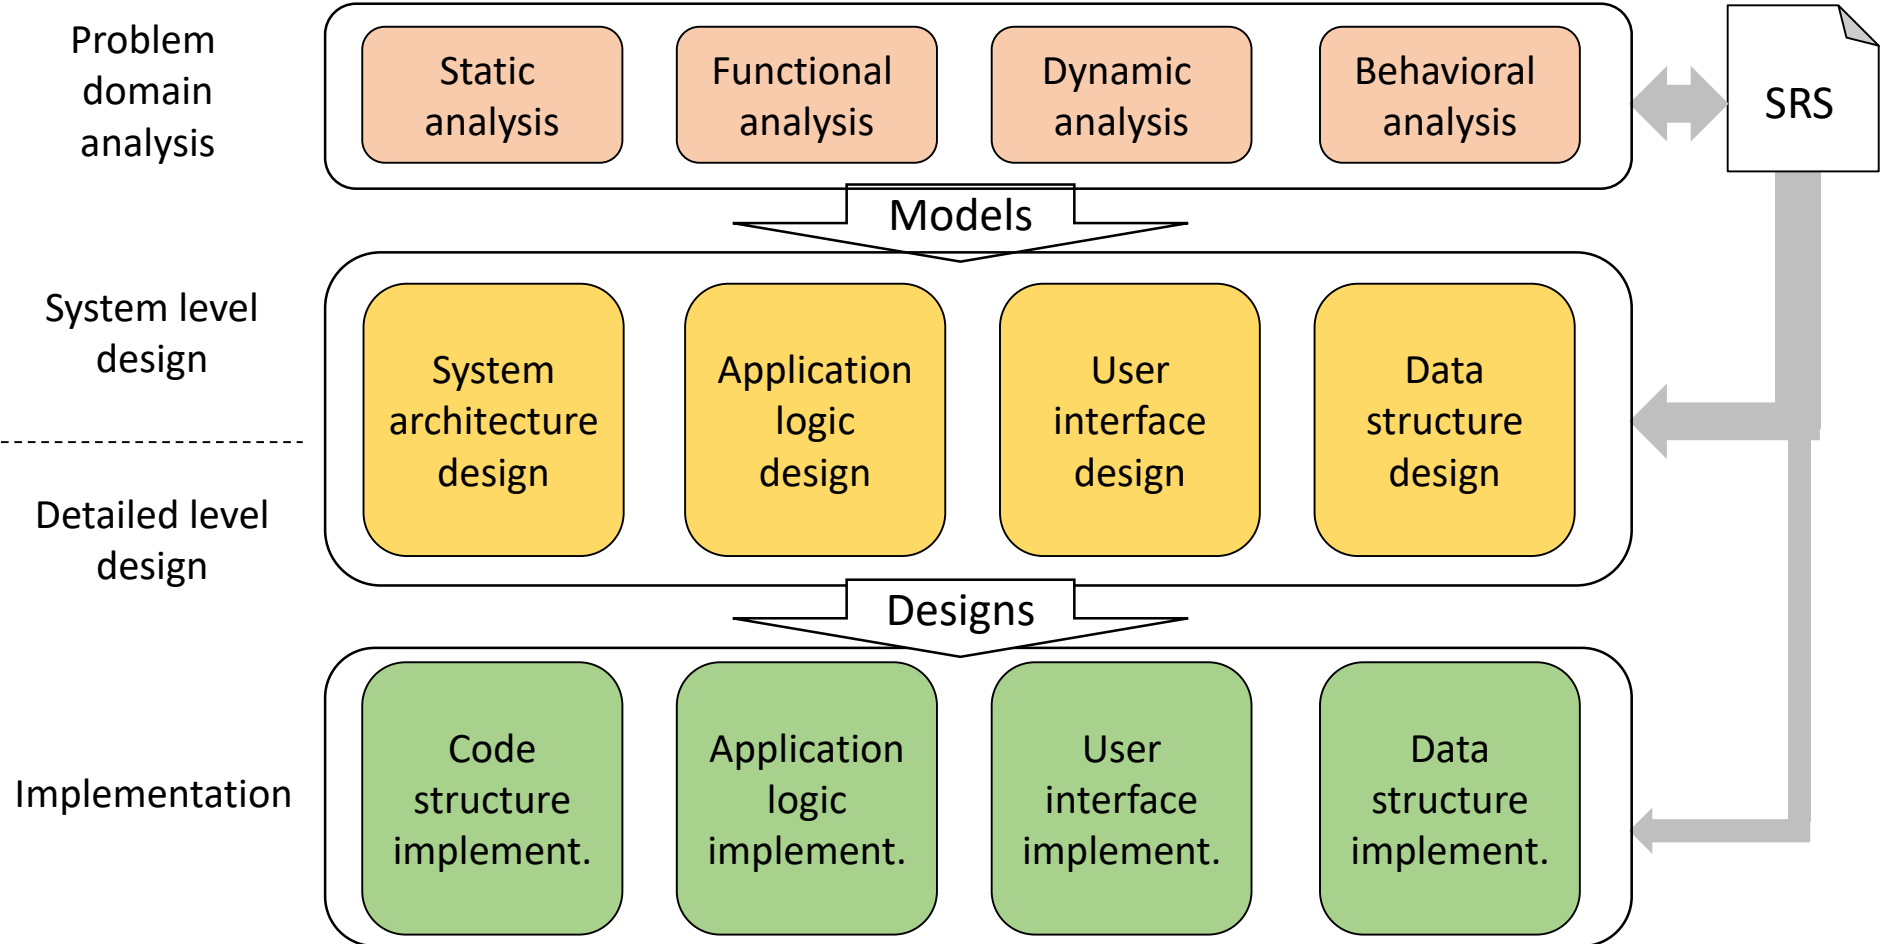 Problem
domain
analysis
Static
analysis
Functional
analysis
Dynamic
analysis
Behavioral
analysis
SRS
Models
System level
design
Detailed level
design
System
architecture
design
Application
logic
design
User
interface
design
Data
structure
design
Designs
Implementation
Code
structure
implement.
Application
logic
implement.
User
interface
implement.
Data
structure
implement.